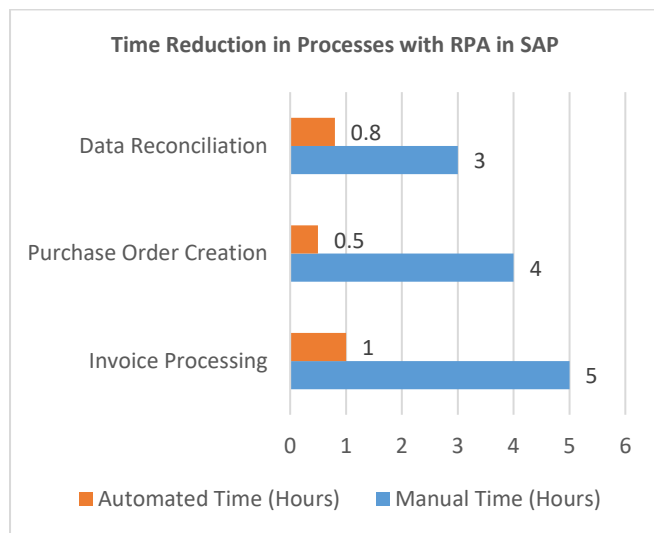 Time Reduction in Processes with RPA in SAP
Data Reconciliation
0.8
3
Purchase Order Creation
0.5
4
Invoice Processing
1
5
0 1 2 3 4 5 6
Automated Time (Hours) Manual Time (Hours)